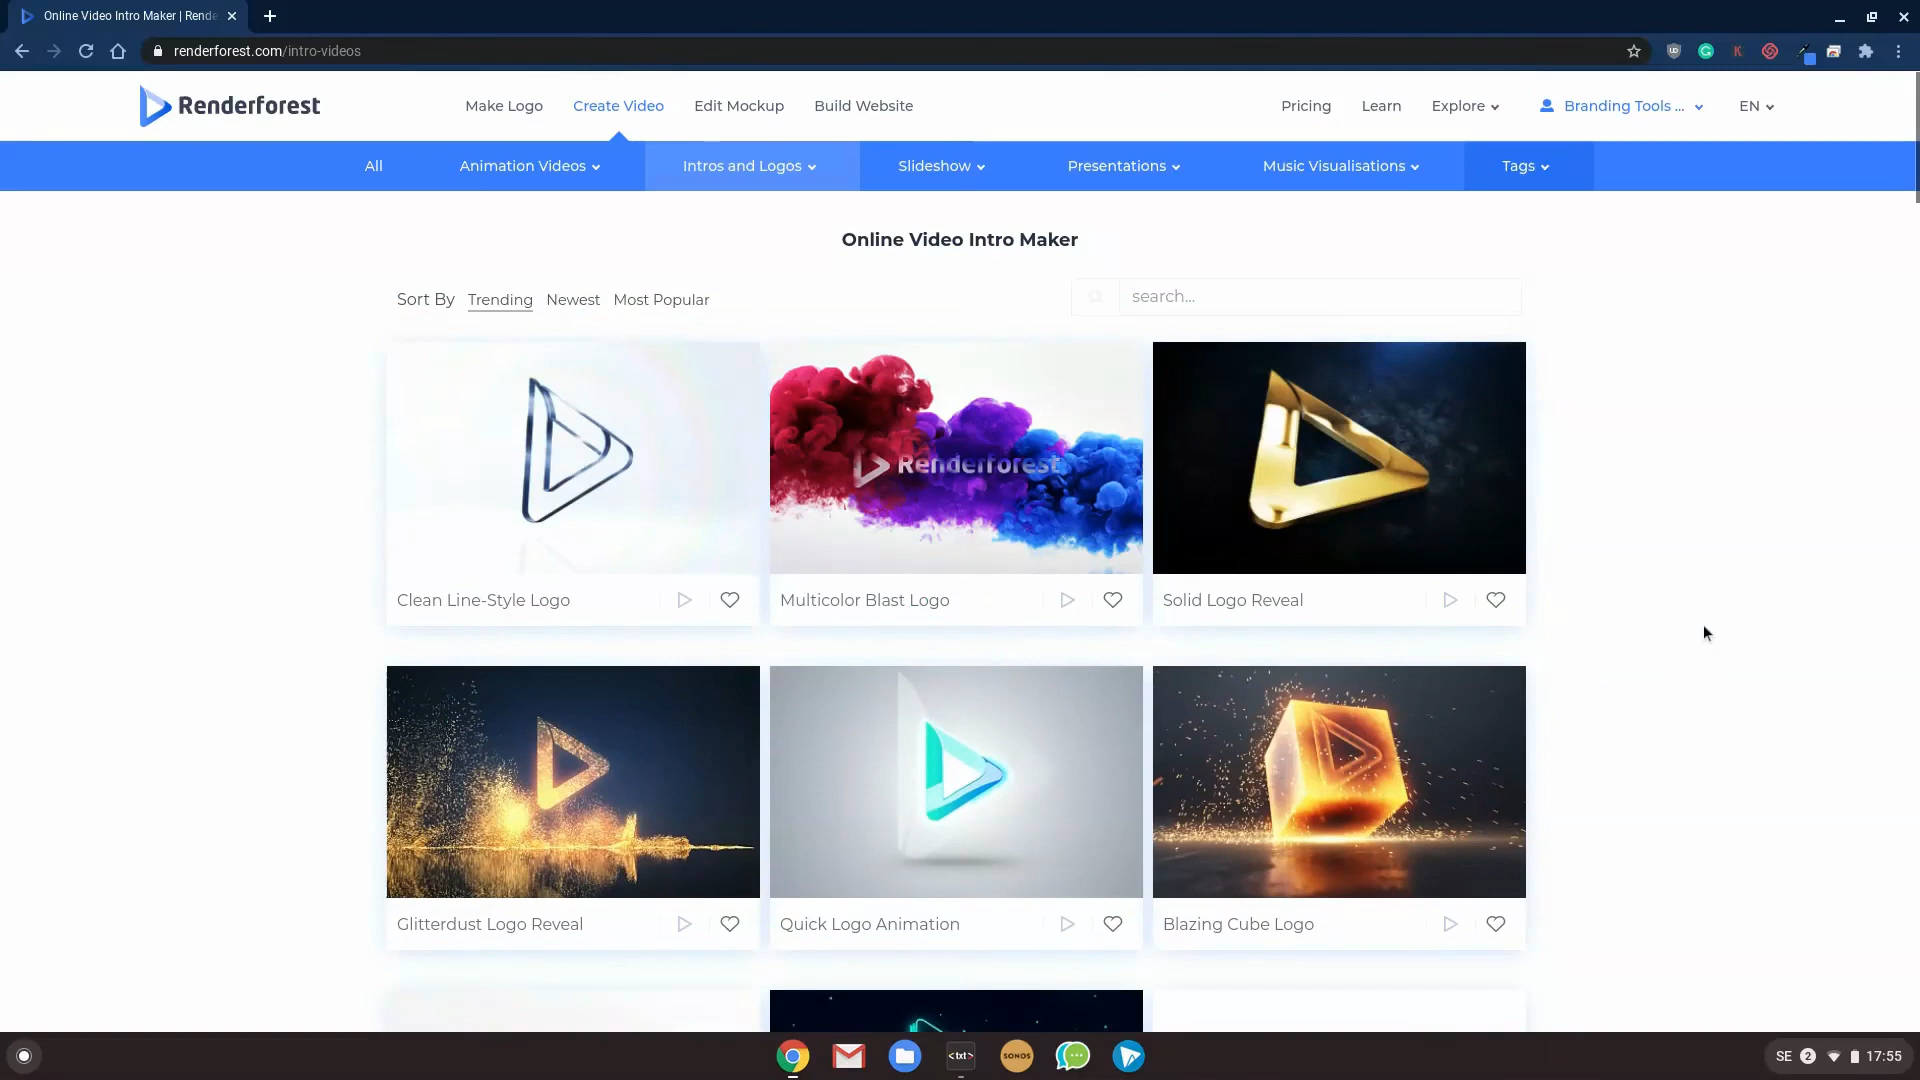 Online Video Intro Maker | Rende
renderforest.com/intro-videos
Renderforest
Make Logo
Create Video
Edit Mockup
Build Website
Pricing
Learn
Explore
Branding Tools ...
EN
All
Animation Videos
Intros and Logos
Slideshow
Presentations
Music Visualisations
Tags
Online Video Intro Maker
Sort By
Trending
Newest
Most Popular
search...
Renderforest
Clean Line-Style Logo
Multicolor Blast Logo
Solid Logo Reveal
Glitterdust Logo Reveal
Quick Logo Animation
Blazing Cube Logo
<txt>
SONOS
SE
2
17:55